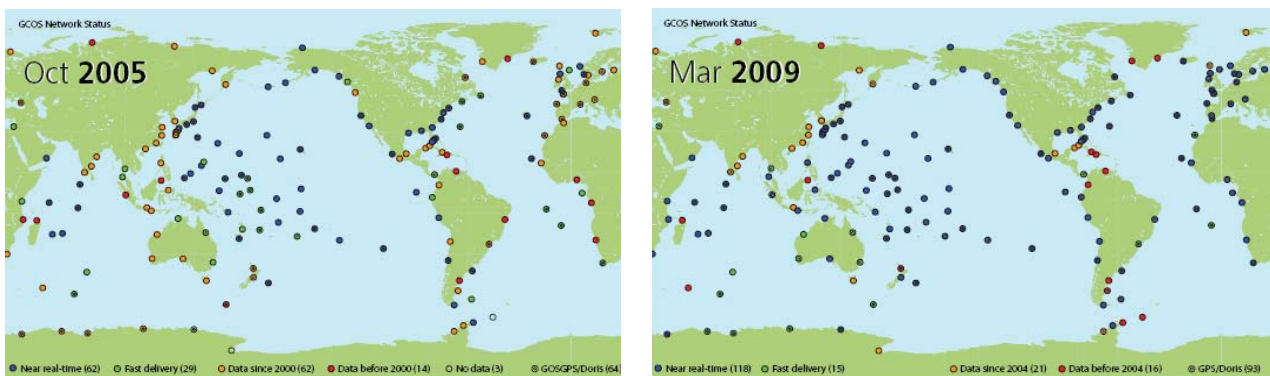 GCOS Network Status
Oct 2005
Near real-time (62) Fast delivery (29) Data since 2000 (62) Data before 2000 (14) No data (3) GOSGPS/Doris (64)
GCOS Network Status
Mar 2009
Near real-time (118) Fast delivery (15) Data since 2004 (21) Data before 2004 (16) GPS/Doris (93)